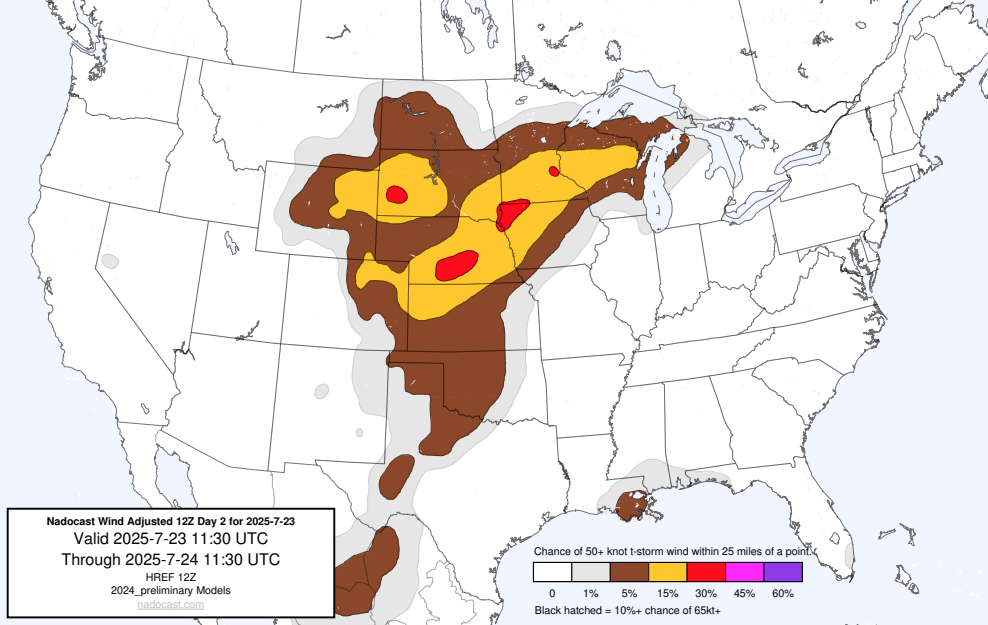 Nadocast Wind Adjusted 12Z Day 2 for 2025-7-23
Valid 2025-7-23 11:30 UTC
Through 2025-7-24 11:30 UTC
HREF 12Z
2024_preliminary Models
nadocast.com
Chance of 50+ knot t-storm wind within 25 miles of a point.
0 1% 5% 15% 30% 45% 60%
Black hatched = 10%+ chance of 65kt+